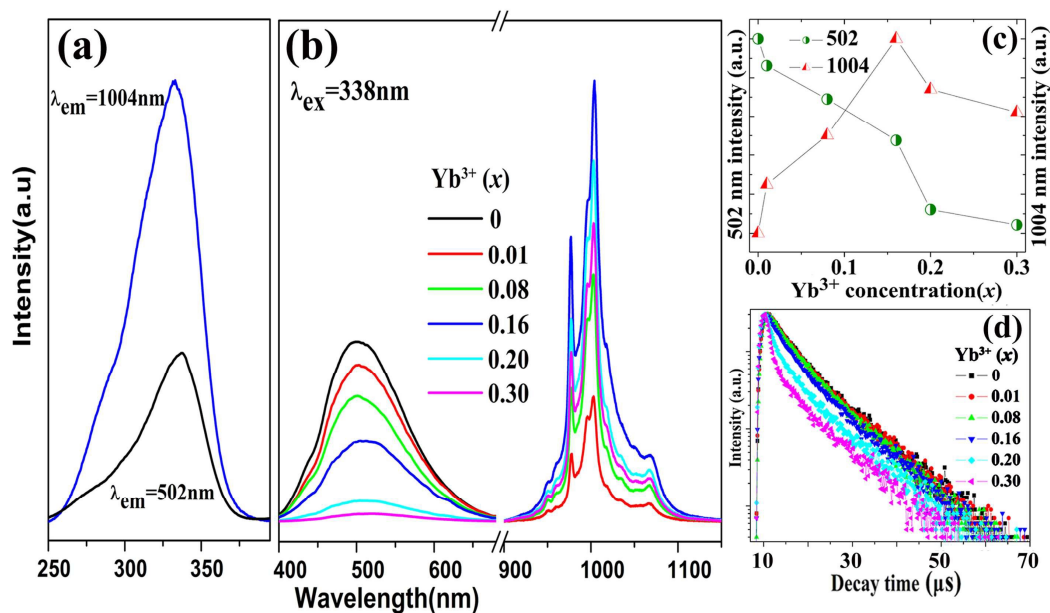 (a)
λem=1004nm
λem=502nm
Intensity(a.u)
250 300 350
(b)
λex=338nm
Yb³⁺ (x)
0
0.01
0.08
0.16
0.20
0.30
400 500 600 900 1000 1100
Wavelength(nm)
(c)
502
1004
502 nm intensity (a.u.)
1004 nm intensity (a.u.)
0.0 0.1 0.2 0.3
Yb³⁺ concentration(x)
(d)
Yb³⁺ (x)
0
0.01
0.08
0.16
0.20
0.30
Intensity (a.u.)
10 30 50 70
Decay time (μs)